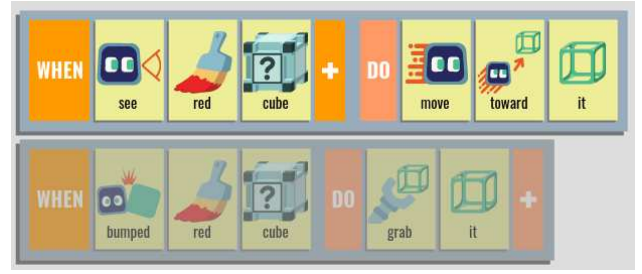 WHEN see red ? cube + DO move toward it
WHEN bumped red ? cube DO grab it +